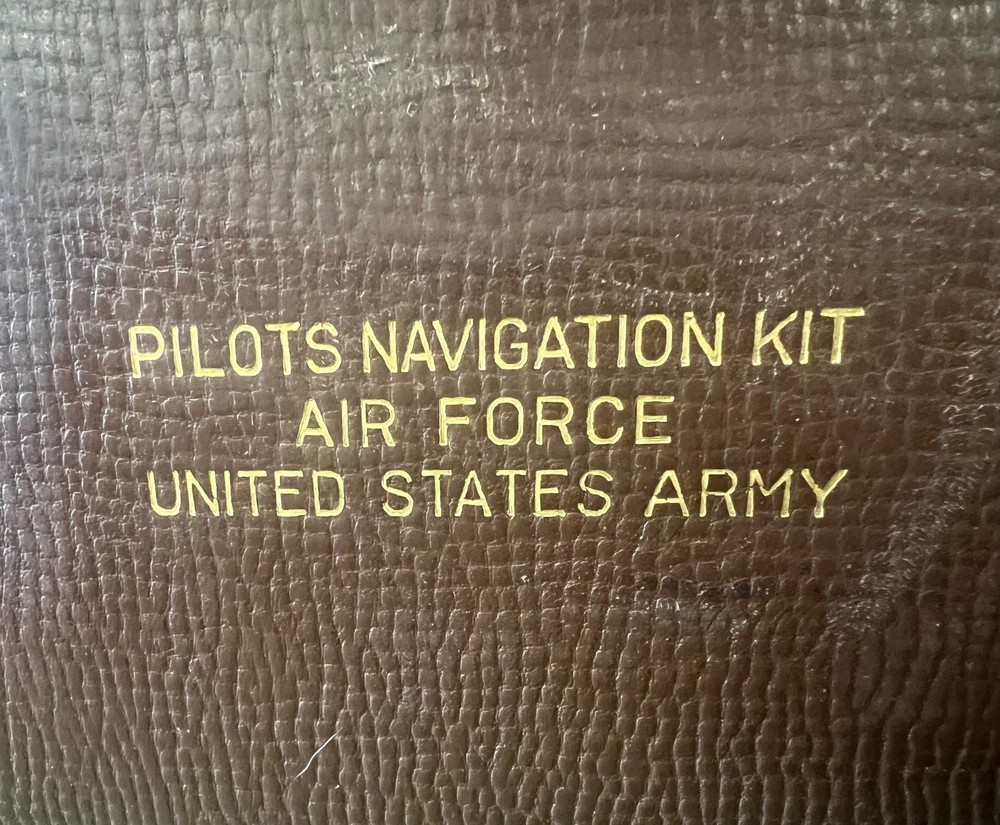 PILOTS NAVIGATION KIT
AIR FORCE
UNITED STATES ARMY